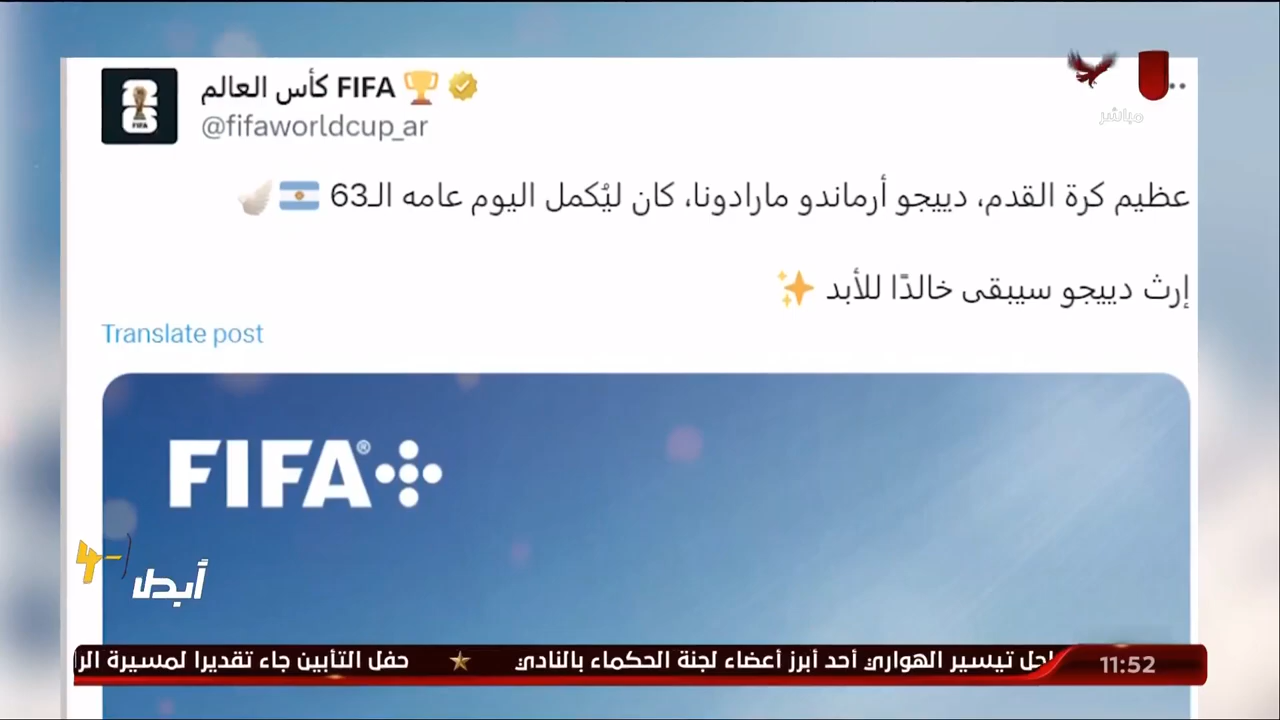 FIFA كأس العالم
@fifaworldcup_ar
مباشر
عظيم كرة القدم، دييجو أرماندو مارادونا، كان ليُكمل اليوم عامه الـ63
إرث دييجو سيبقى خالدًا للأبد
Translate post
FIFA
تيسير الهواري أحد أبرز أعضاء لجنة الحكماء بالنادي
حفل التأبين جاء تقديرا لمسيرة
11:52